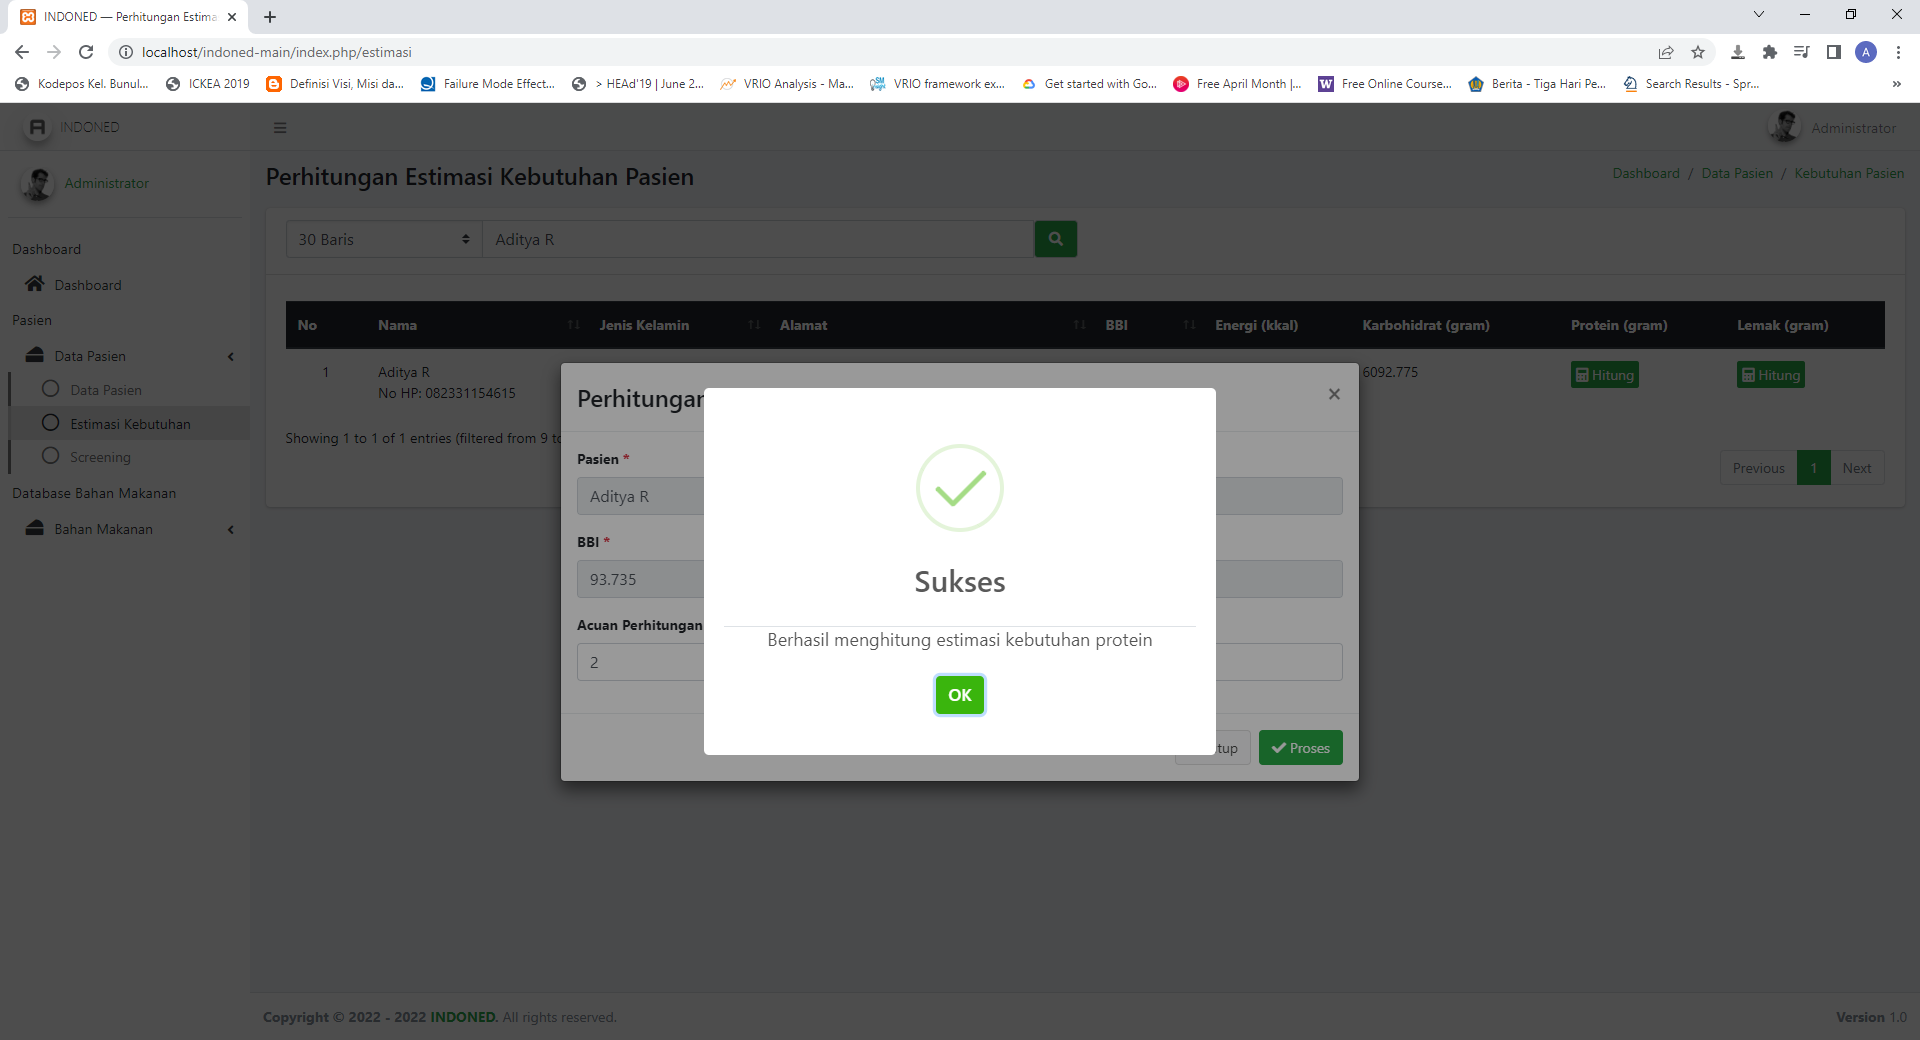 INDONED — Perhitungan Estima
localhost/indoned-main/index.php/estimasi
A
Kodepos Kel. Bunul...
ICKEA 2019
Definisi Visi, Misi da...
Failure Mode Effect...
> HEAd'19 | June 2...
VRIO Analysis - Ma...
VRIO framework ex...
Get started with Go...
Free April Month |...
W
Free Online Course...
Berita - Tiga Hari Pe...
Search Results - Spr...
»
INDONED
Administrator
Administrator
Perhitungan Estimasi Kebutuhan Pasien
Dashboard / Data Pasien / Kebutuhan Pasien
Dashboard
Dashboard
Pasien
Data Pasien
Data Pasien
Estimasi Kebutuhan
Screening
Database Bahan Makanan
Bahan Makanan
30 Baris
Aditya R
No Nama Jenis Kelamin Alamat BBI Energi (kkal) Karbohidrat (gram) Protein (gram) Lemak (gram)
1 Aditya R 6092.775 Hitung Hitung
No HP: 082331154615
Showing 1 to 1 of 1 entries (filtered from 9 to
Previous 1 Next
Perhitungan
×
Pasien *
Aditya R
BBI *
93.735
Acuan Perhitungan
2
tup
Proses
Sukses
Berhasil menghitung estimasi kebutuhan protein
OK
Copyright © 2022 - 2022 INDONED. All rights reserved.
Version 1.0